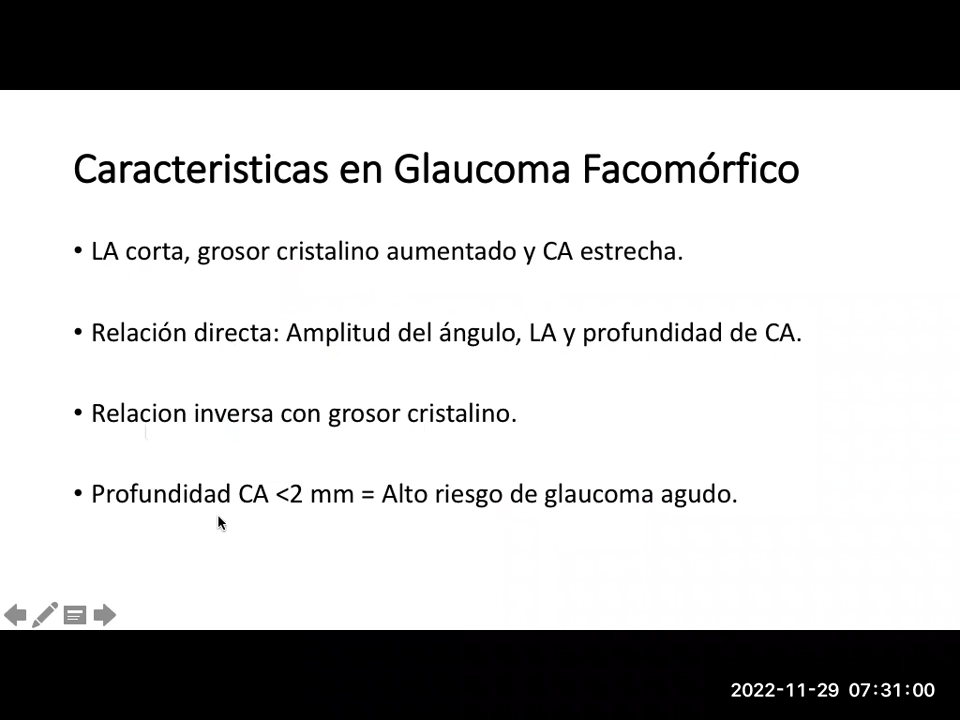 Caracteristicas en Glaucoma Facomórfico
• LA corta, grosor cristalino aumentado y CA estrecha.
• Relación directa: Amplitud del ángulo, LA y profundidad de CA.
• Relacion inversa con grosor cristalino.
• Profundidad CA <2 mm = Alto riesgo de glaucoma agudo.
2022-11-29 07:31:00